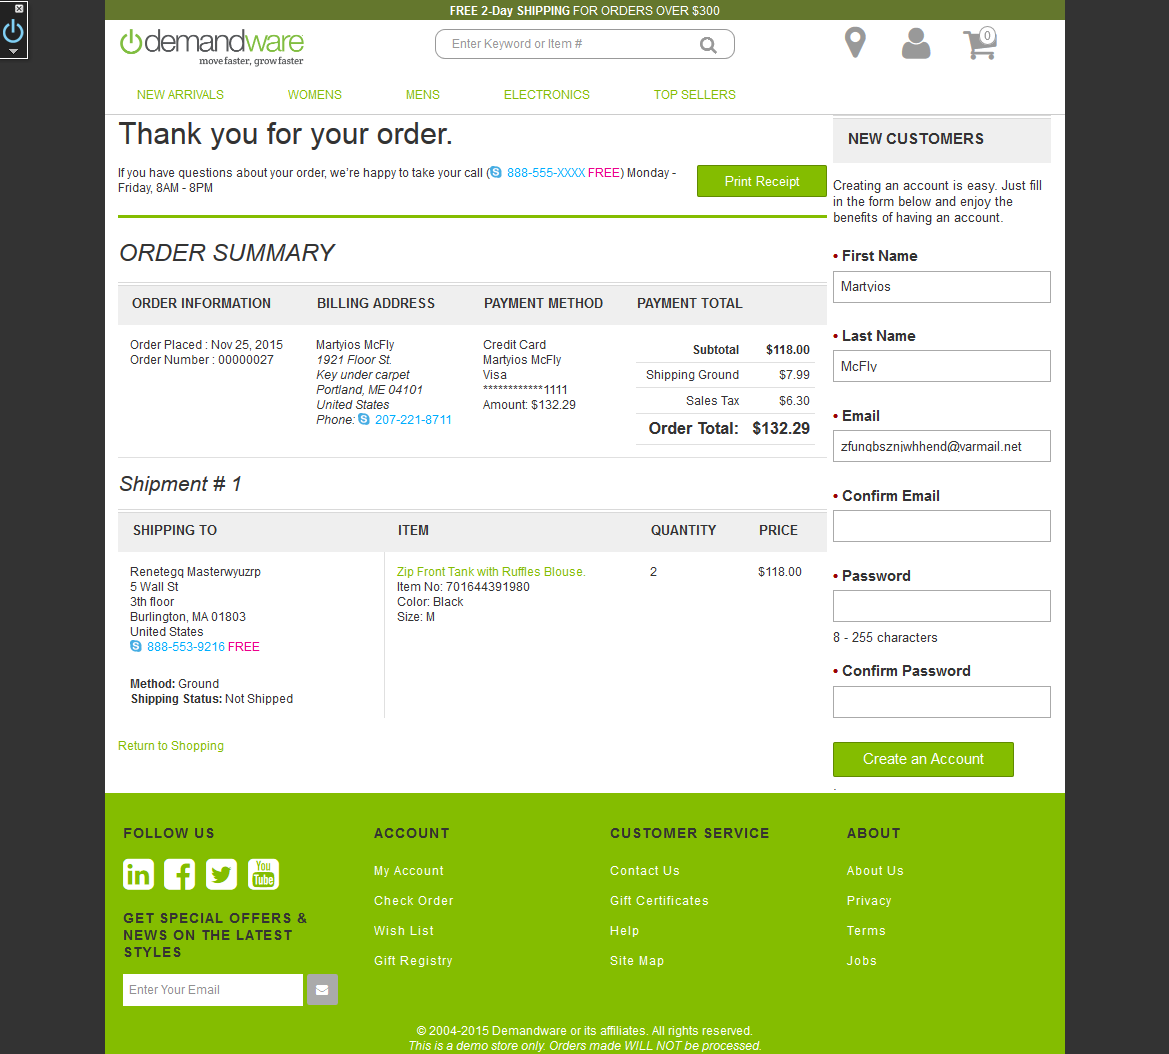 FREE 2-Day SHIPPING FOR ORDERS OVER $300
demandware
move faster, grow faster
Enter Keyword or Item #
0
NEW ARRIVALS WOMENS MENS ELECTRONICS TOP SELLERS
Thank you for your order.
If you have questions about your order, we're happy to take your call (888-555-XXXX FREE) Monday -
Friday, 8AM - 8PM
Print Receipt
ORDER SUMMARY
ORDER INFORMATION
Order Placed : Nov 25, 2015
Order Number : 00000027
BILLING ADDRESS
Martyios McFly
1921 Floor St.
Key under carpet
Portland, ME 04101
United States
Phone: 207-221-8711
PAYMENT METHOD
Credit Card
Martyios McFly
Visa
************1111
Amount: $132.29
PAYMENT TOTAL
Subtotal $118.00
Shipping Ground $7.99
Sales Tax $6.30
Order Total: $132.29
Shipment # 1
SHIPPING TO
Renetegq Masterwyuzrp
5 Wall St
3th floor
Burlington, MA 01803
United States
888-553-9216 FREE
Method: Ground
Shipping Status: Not Shipped
ITEM
Zip Front Tank with Ruffles Blouse.
Item No: 701644391980
Color: Black
Size: M
QUANTITY
2
PRICE
$118.00
Return to Shopping
NEW CUSTOMERS
Creating an account is easy. Just fill
in the form below and enjoy the
benefits of having an account.
• First Name
Martyios
• Last Name
McFly
• Email
zfungbsznjwhhend@varmail.net
• Confirm Email
• Password
8 - 255 characters
• Confirm Password
Create an Account
.
FOLLOW US
in f You Tube
GET SPECIAL OFFERS &
NEWS ON THE LATEST
STYLES
Enter Your Email
ACCOUNT
My Account
Check Order
Wish List
Gift Registry
CUSTOMER SERVICE
Contact Us
Gift Certificates
Help
Site Map
ABOUT
About Us
Privacy
Terms
Jobs
© 2004-2015 Demandware or its affiliates. All rights reserved.
This is a demo store only. Orders made WILL NOT be processed.